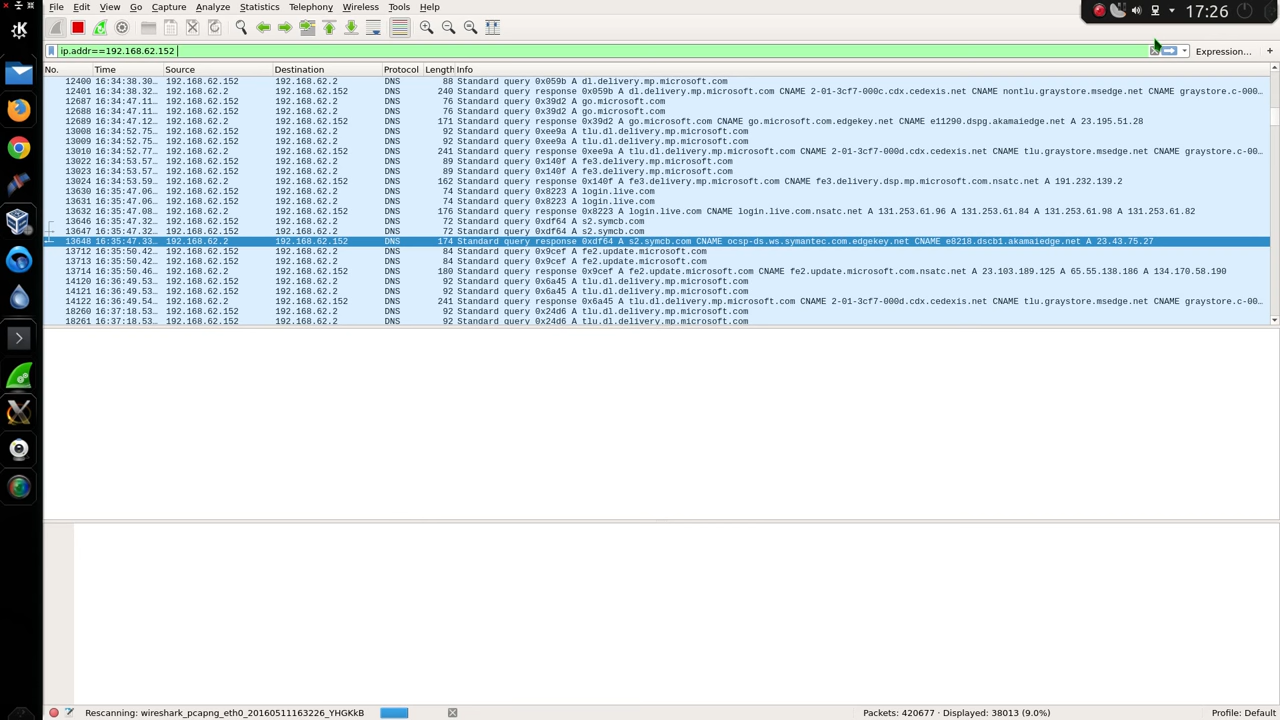 File Edit View Go Capture Analyze Statistics Telephony Wireless Tools Help
17:26
ip.addr==192.168.62.152
Expression… +
No. Time Source Destination Protocol Length Info
12400 16:34:38.30… 192.168.62.152 192.168.62.2 DNS 88 Standard query 0x059b A dl.delivery.mp.microsoft.com
12401 16:34:38.32… 192.168.62.2 192.168.62.152 DNS 240 Standard query response 0x059b A dl.delivery.mp.microsoft.com CNAME 2-01-3cf7-000c.cdx.cedexis.net CNAME nontlu.graystore.msedge.net CNAME graystore.c-000…
12687 16:34:47.11… 192.168.62.152 192.168.62.2 DNS 76 Standard query 0x39d2 A go.microsoft.com
12688 16:34:47.11… 192.168.62.152 192.168.62.2 DNS 76 Standard query 0x39d2 A go.microsoft.com
12689 16:34:47.12… 192.168.62.2 192.168.62.152 DNS 171 Standard query response 0x39d2 A go.microsoft.com CNAME go.microsoft.com.edgekey.net CNAME e11290.dspg.akamaiedge.net A 23.195.51.28
13008 16:34:52.75… 192.168.62.152 192.168.62.2 DNS 92 Standard query 0xee9a A tlu.dl.delivery.mp.microsoft.com
13009 16:34:52.75… 192.168.62.152 192.168.62.2 DNS 92 Standard query 0xee9a A tlu.dl.delivery.mp.microsoft.com
13010 16:34:52.77… 192.168.62.2 192.168.62.152 DNS 241 Standard query response 0xee9a A tlu.dl.delivery.mp.microsoft.com CNAME 2-01-3cf7-000d.cdx.cedexis.net CNAME tlu.graystore.msedge.net CNAME graystore.c-00…
13022 16:34:53.57… 192.168.62.152 192.168.62.2 DNS 89 Standard query 0x140f A fe3.delivery.mp.microsoft.com
13023 16:34:53.57… 192.168.62.152 192.168.62.2 DNS 89 Standard query 0x140f A fe3.delivery.mp.microsoft.com
13024 16:34:53.59… 192.168.62.2 192.168.62.152 DNS 162 Standard query response 0x140f A fe3.delivery.mp.microsoft.com CNAME fe3.delivery.dsp.mp.microsoft.com.nsatc.net A 191.232.139.2
13630 16:35:47.06… 192.168.62.152 192.168.62.2 DNS 74 Standard query 0x8223 A login.live.com
13631 16:35:47.06… 192.168.62.152 192.168.62.2 DNS 74 Standard query 0x8223 A login.live.com
13632 16:35:47.08… 192.168.62.2 192.168.62.152 DNS 176 Standard query response 0x8223 A login.live.com CNAME login.live.com.nsatc.net A 131.253.61.96 A 131.253.61.84 A 131.253.61.98 A 131.253.61.82
13646 16:35:47.32… 192.168.62.152 192.168.62.2 DNS 72 Standard query 0xdf64 A s2.symcb.com
13647 16:35:47.32… 192.168.62.152 192.168.62.2 DNS 72 Standard query 0xdf64 A s2.symcb.com
13648 16:35:47.33… 192.168.62.2 192.168.62.152 DNS 174 Standard query response 0xdf64 A s2.symcb.com CNAME ocsp-ds.ws.symantec.com.edgekey.net CNAME e8218.dscb1.akamaiedge.net A 23.43.75.27
13712 16:35:50.42… 192.168.62.152 192.168.62.2 DNS 84 Standard query 0x9cef A fe2.update.microsoft.com
13713 16:35:50.42… 192.168.62.152 192.168.62.2 DNS 84 Standard query 0x9cef A fe2.update.microsoft.com
13714 16:35:50.46… 192.168.62.2 192.168.62.152 DNS 180 Standard query response 0x9cef A fe2.update.microsoft.com CNAME fe2.update.microsoft.com.nsatc.net A 23.103.189.125 A 65.55.138.186 A 134.170.58.190
14120 16:36:49.53… 192.168.62.152 192.168.62.2 DNS 92 Standard query 0x6a45 A tlu.dl.delivery.mp.microsoft.com
14121 16:36:49.53… 192.168.62.152 192.168.62.2 DNS 92 Standard query 0x6a45 A tlu.dl.delivery.mp.microsoft.com
14122 16:36:49.54… 192.168.62.2 192.168.62.152 DNS 241 Standard query response 0x6a45 A tlu.dl.delivery.mp.microsoft.com CNAME 2-01-3cf7-000d.cdx.cedexis.net CNAME tlu.graystore.msedge.net CNAME graystore.c-00…
18260 16:37:18.53… 192.168.62.152 192.168.62.2 DNS 92 Standard query 0x24d6 A tlu.dl.delivery.mp.microsoft.com
18261 16:37:18.53… 192.168.62.152 192.168.62.2 DNS 92 Standard query 0x24d6 A tlu.dl.delivery.mp.microsoft.com
Rescanning: wireshark_pcapng_eth0_20160511163226_YHGKkB
Packets: 420677 · Displayed: 38013 (9.0%)
Profile: Default